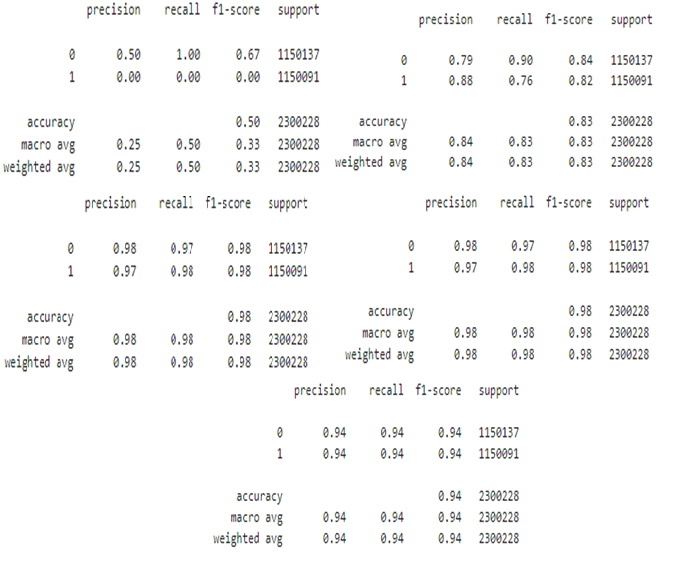 precision recall f1-score support
0 0.50 1.00 0.67 1150137
1 0.00 0.00 0.00 1150091
accuracy 0.50 2300228
macro avg 0.25 0.50 0.33 2300228
weighted avg 0.25 0.50 0.33 2300228
precision recall f1-score support
0 0.79 0.90 0.84 1150137
1 0.88 0.76 0.82 1150091
accuracy 0.83 2300228
macro avg 0.84 0.83 0.83 2300228
weighted avg 0.84 0.83 0.83 2300228
precision recall f1-score support
0 0.98 0.97 0.98 1150137
1 0.97 0.98 0.98 1150091
accuracy 0.98 2300228
macro avg 0.98 0.98 0.98 2300228
weighted avg 0.98 0.98 0.98 2300228
precision recall f1-score support
0 0.98 0.97 0.98 1150137
1 0.97 0.98 0.98 1150091
accuracy 0.98 2300228
macro avg 0.98 0.98 0.98 2300228
weighted avg 0.98 0.98 0.98 2300228
precision recall f1-score support
0 0.94 0.94 0.94 1150137
1 0.94 0.94 0.94 1150091
accuracy 0.94 2300228
macro avg 0.94 0.94 0.94 2300228
weighted avg 0.94 0.94 0.94 2300228